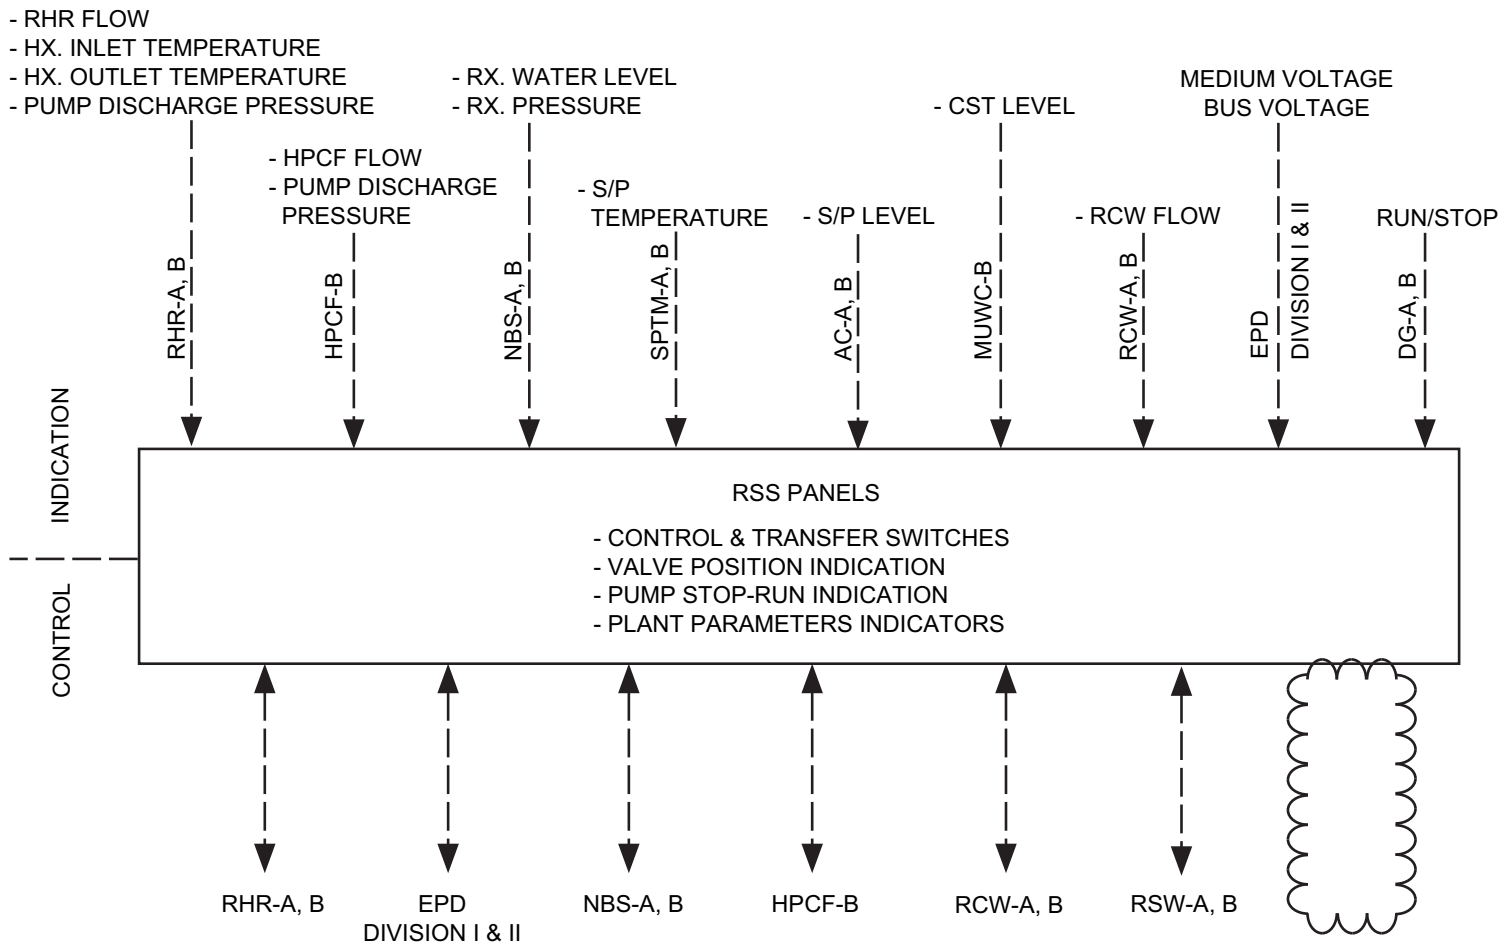 - RHR FLOW
- HX. INLET TEMPERATURE
- HX. OUTLET TEMPERATURE
- PUMP DISCHARGE PRESSURE
- HPCF FLOW
- PUMP DISCHARGE
PRESSURE
- RX. WATER LEVEL
- RX. PRESSURE
- S/P
TEMPERATURE
- S/P LEVEL
- CST LEVEL
- RCW FLOW
MEDIUM VOLTAGE
BUS VOLTAGE
RUN/STOP
RHR-A, B
HPCF-B
NBS-A, B
SPTM-A, B
AC-A, B
MUWC-B
RCW-A, B
EPD
DIVISION I & II
DG-A, B
INDICATION
CONTROL
RSS PANELS
- CONTROL & TRANSFER SWITCHES
- VALVE POSITION INDICATION
- PUMP STOP-RUN INDICATION
- PLANT PARAMETERS INDICATORS
RHR-A, B
EPD
DIVISION I & II
NBS-A, B
HPCF-B
RCW-A, B
RSW-A, B